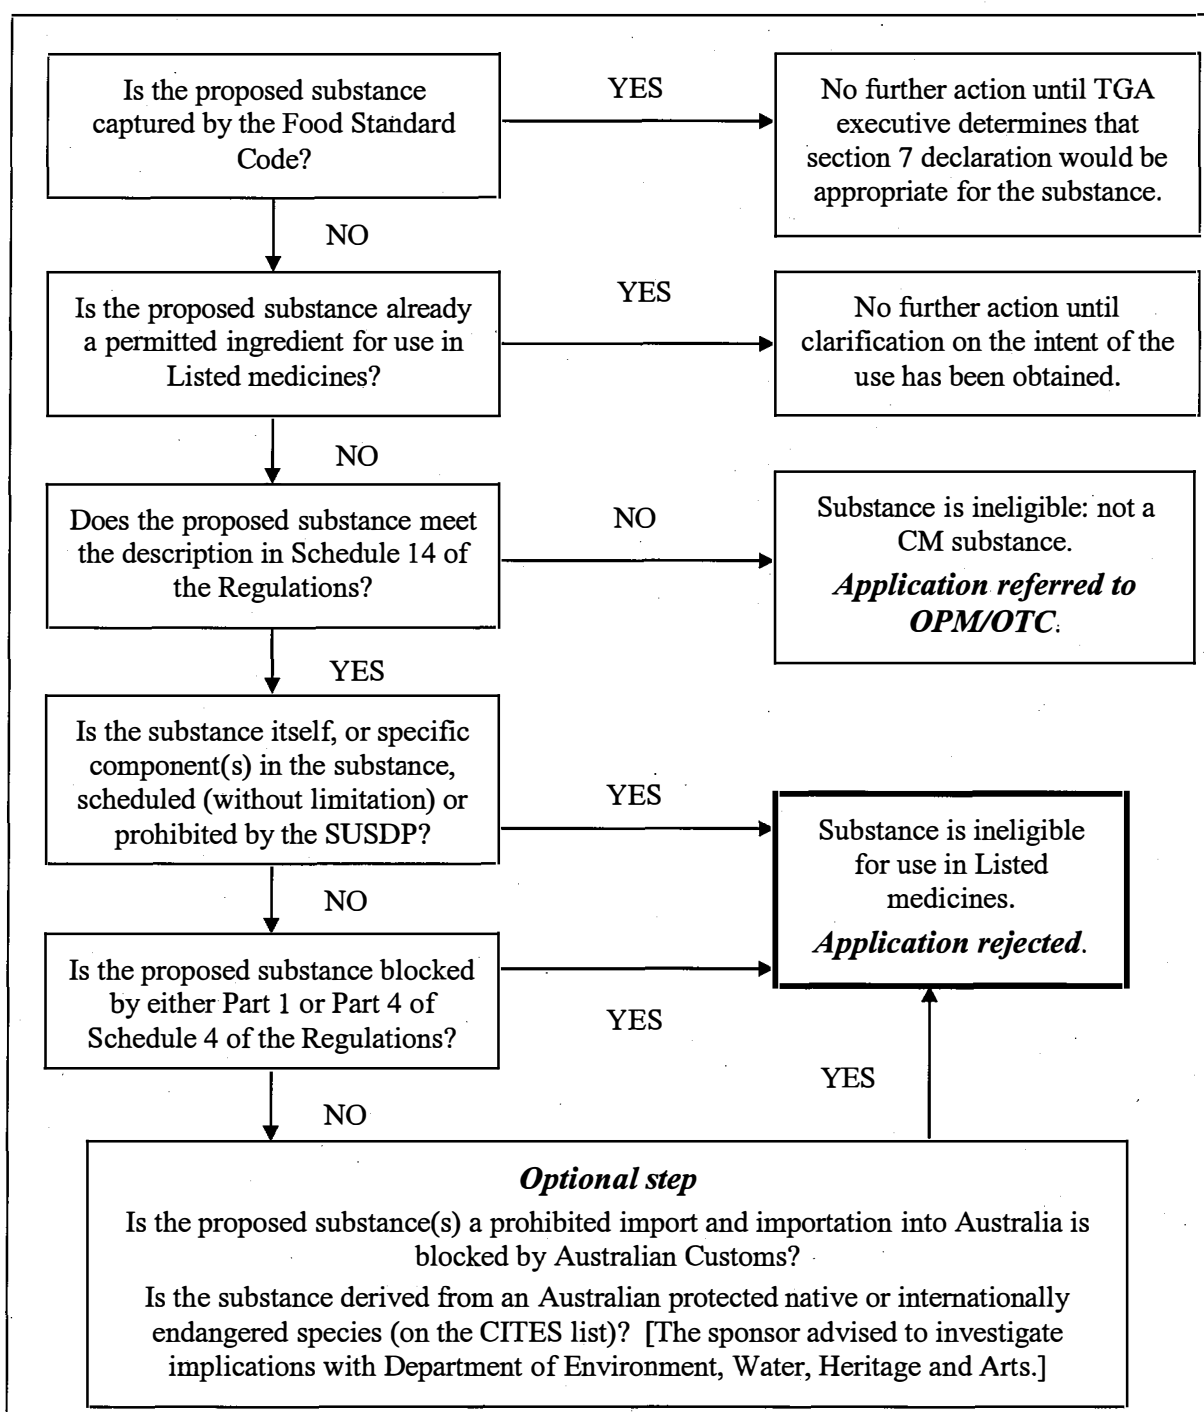 Is the proposed substance
captured by the Food Standard
Code?
YES
No further action until TGA
executive determines that
section 7 declaration would be
appropriate for the substance.
NO
Is the proposed substance already
a permitted ingredient for use in
Listed medicines?
YES
No further action until
clarification on the intent of the
use has been obtained.
NO
Does the proposed substance meet
the description in Schedule 14 of
the Regulations?
NO
Substance is ineligible: not a
CM substance.
Application referred to
OPM/OTC.
YES
Is the substance itself, or specific
component(s) in the substance,
scheduled (without limitation) or
prohibited by the SUSDP?
YES
Substance is ineligible
for use in Listed
medicines.
Application rejected.
NO
Is the proposed substance blocked
by either Part 1 or Part 4 of
Schedule 4 of the Regulations?
YES
YES
NO
Optional step
Is the proposed substance(s) a prohibited import and importation into Australia is
blocked by Australian Customs?
Is the substance derived from an Australian protected native or internationally
endangered species (on the CITES list)? [The sponsor advised to investigate
implications with Department of Environment, Water, Heritage and Arts.]